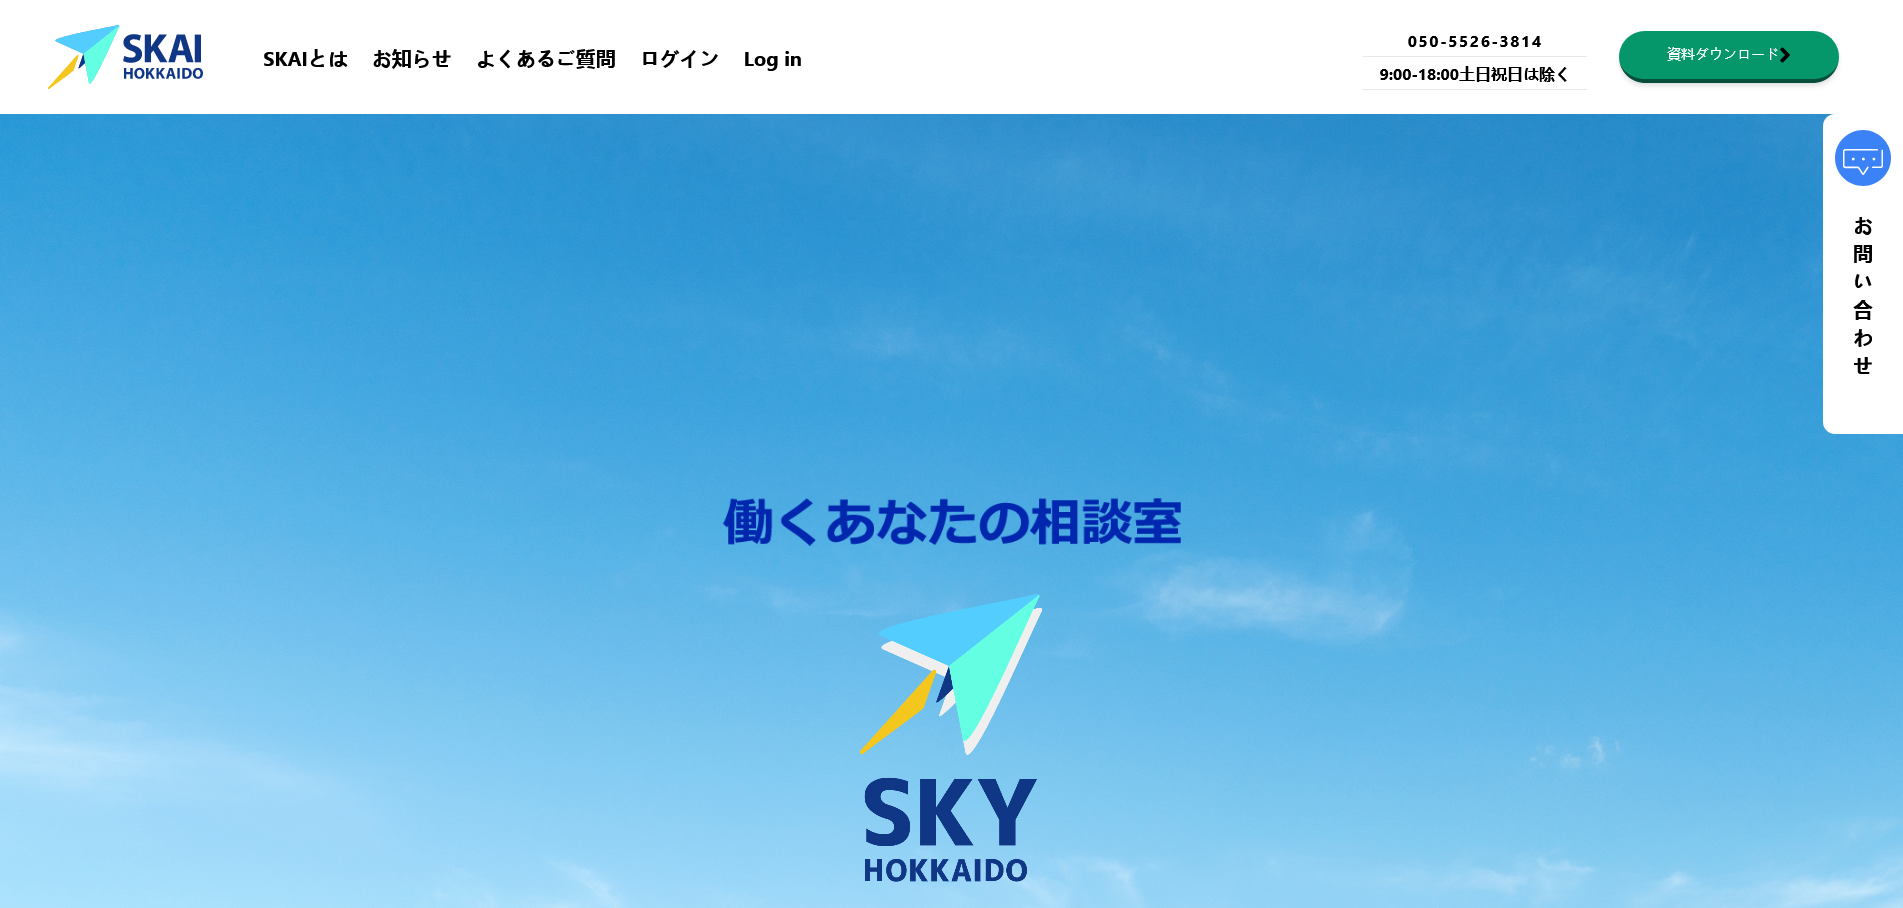 SKAI
HOKKAIDO
SKAIとは
お知らせ
よくあるご質問
ログイン
Log in
050-5526-3814
9:00-18:00土日祝日は除く
資料ダウンロード
お問い合わせ
働くあなたの相談室
SKY
HOKKAIDO